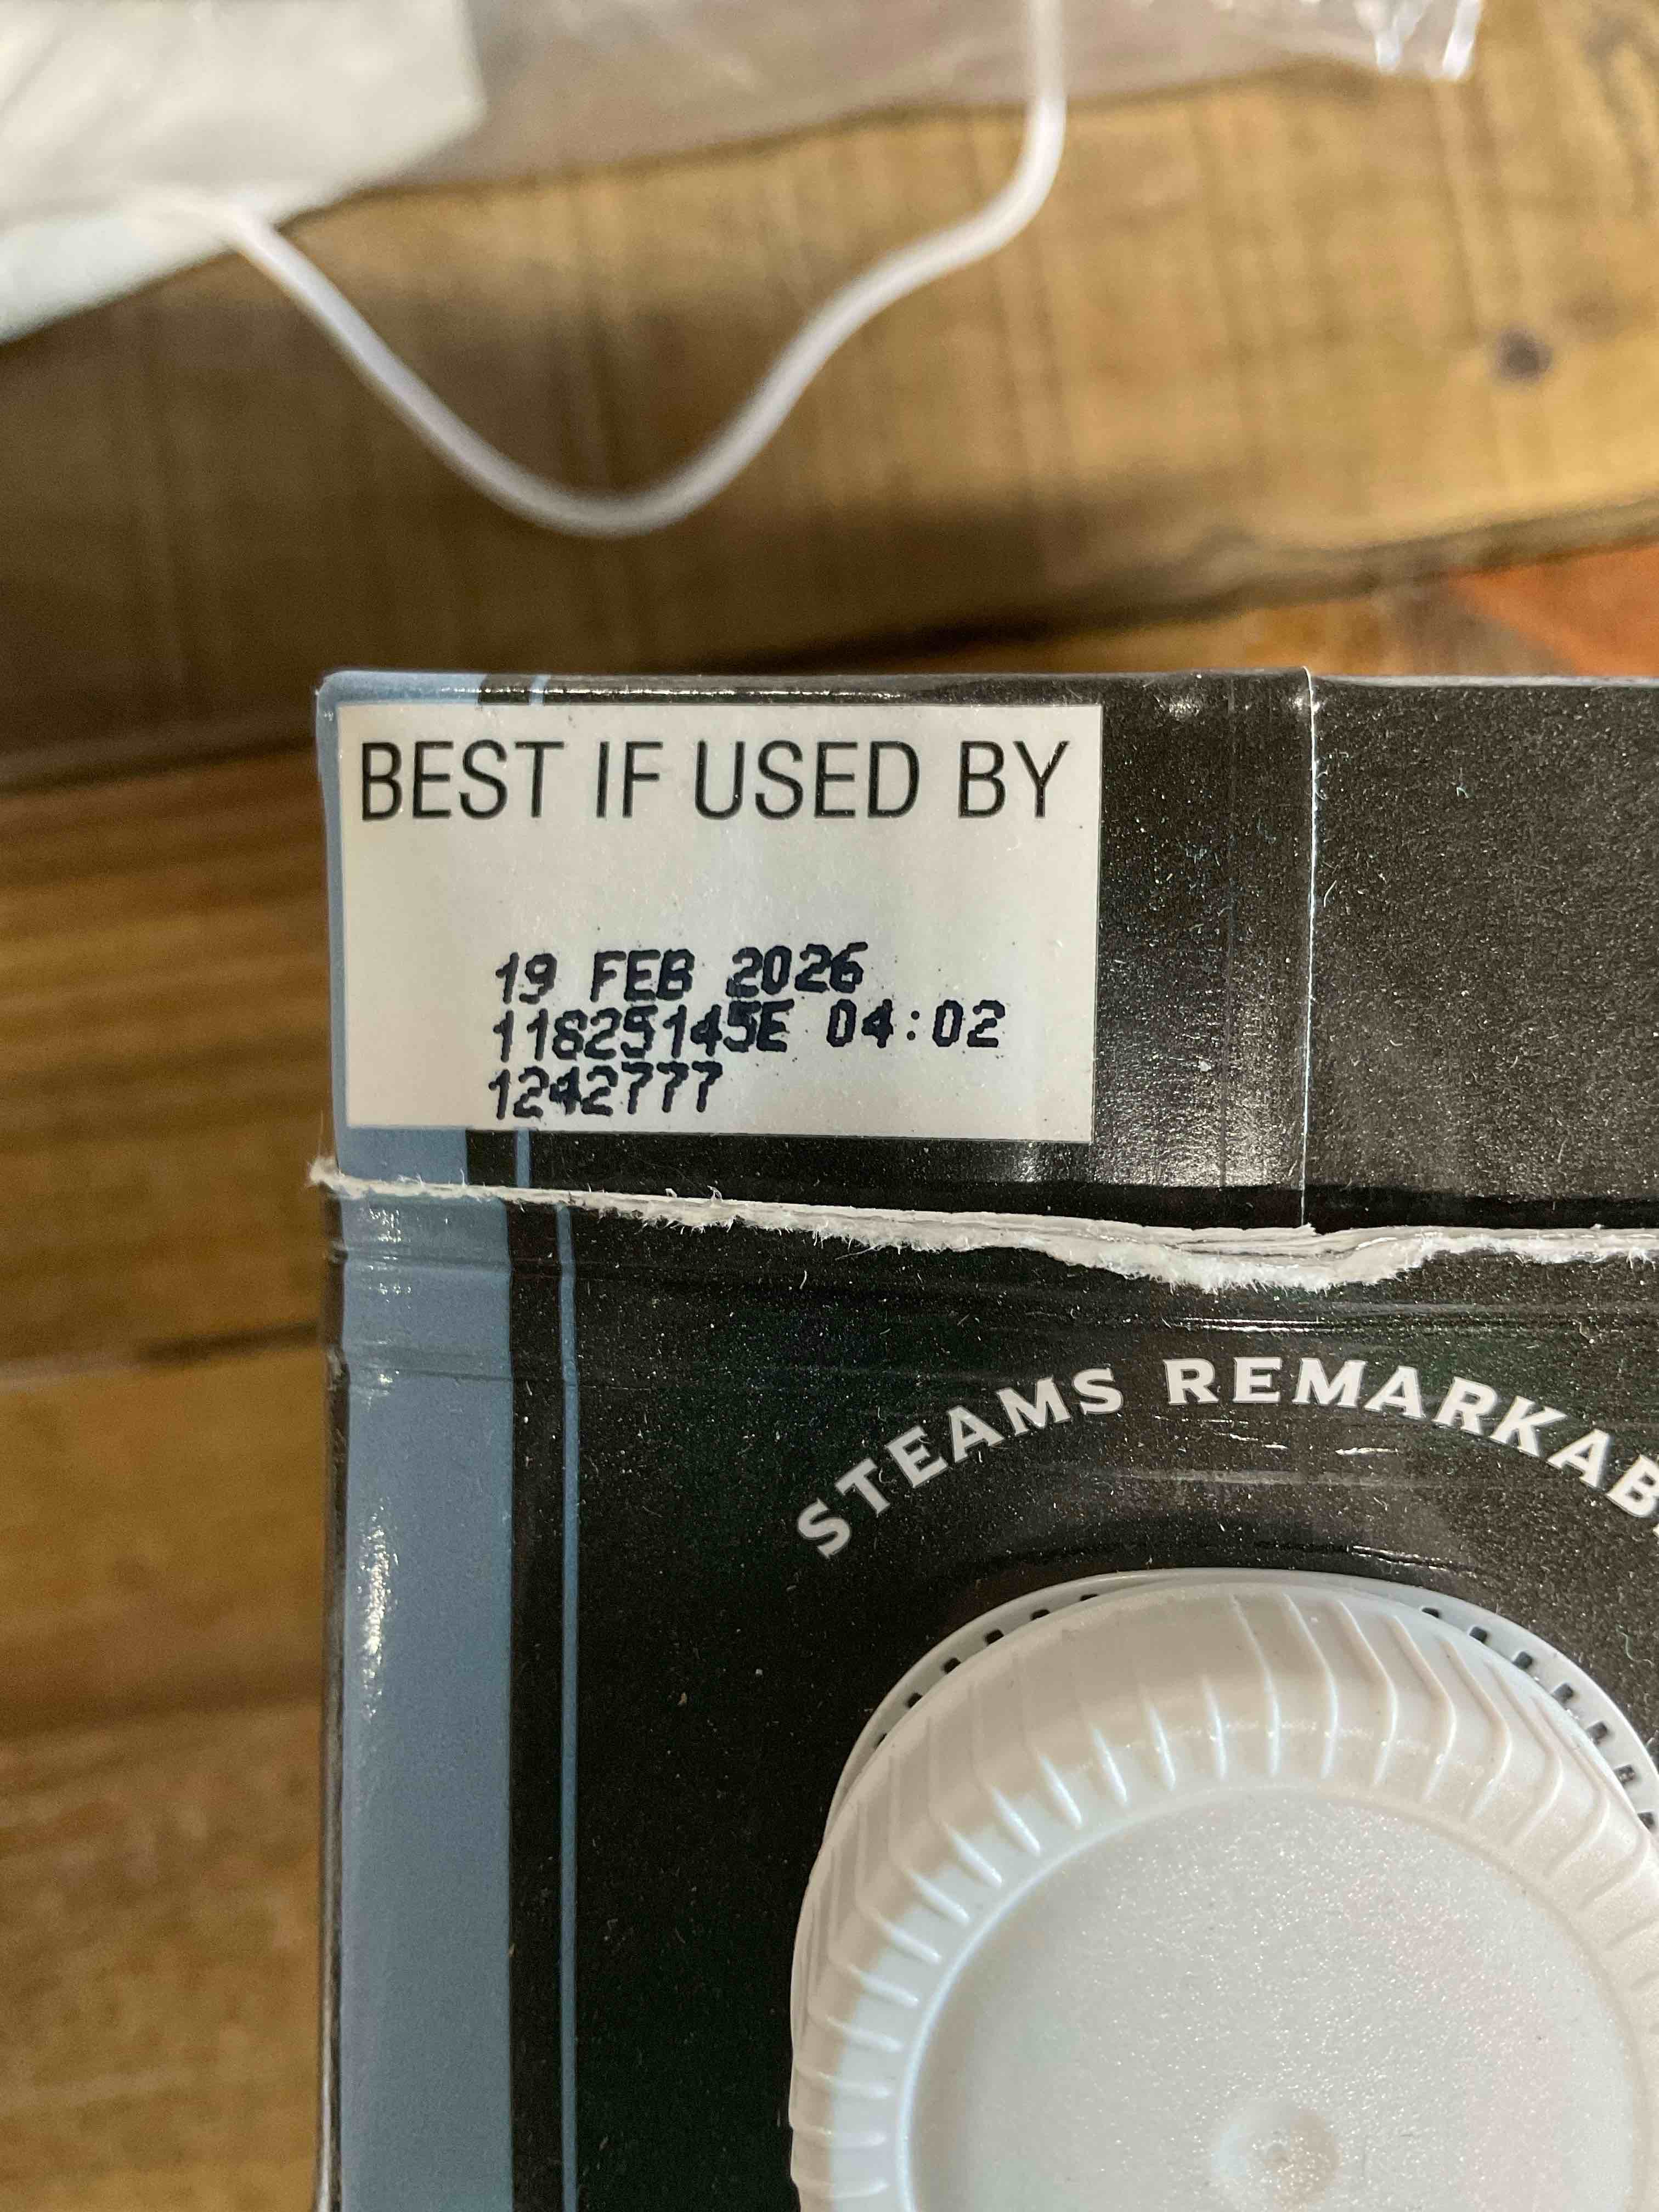 BEST IF USED BY
19 FEB 2026
11825145E 04:02
1242777
STEAMS REMARKAB